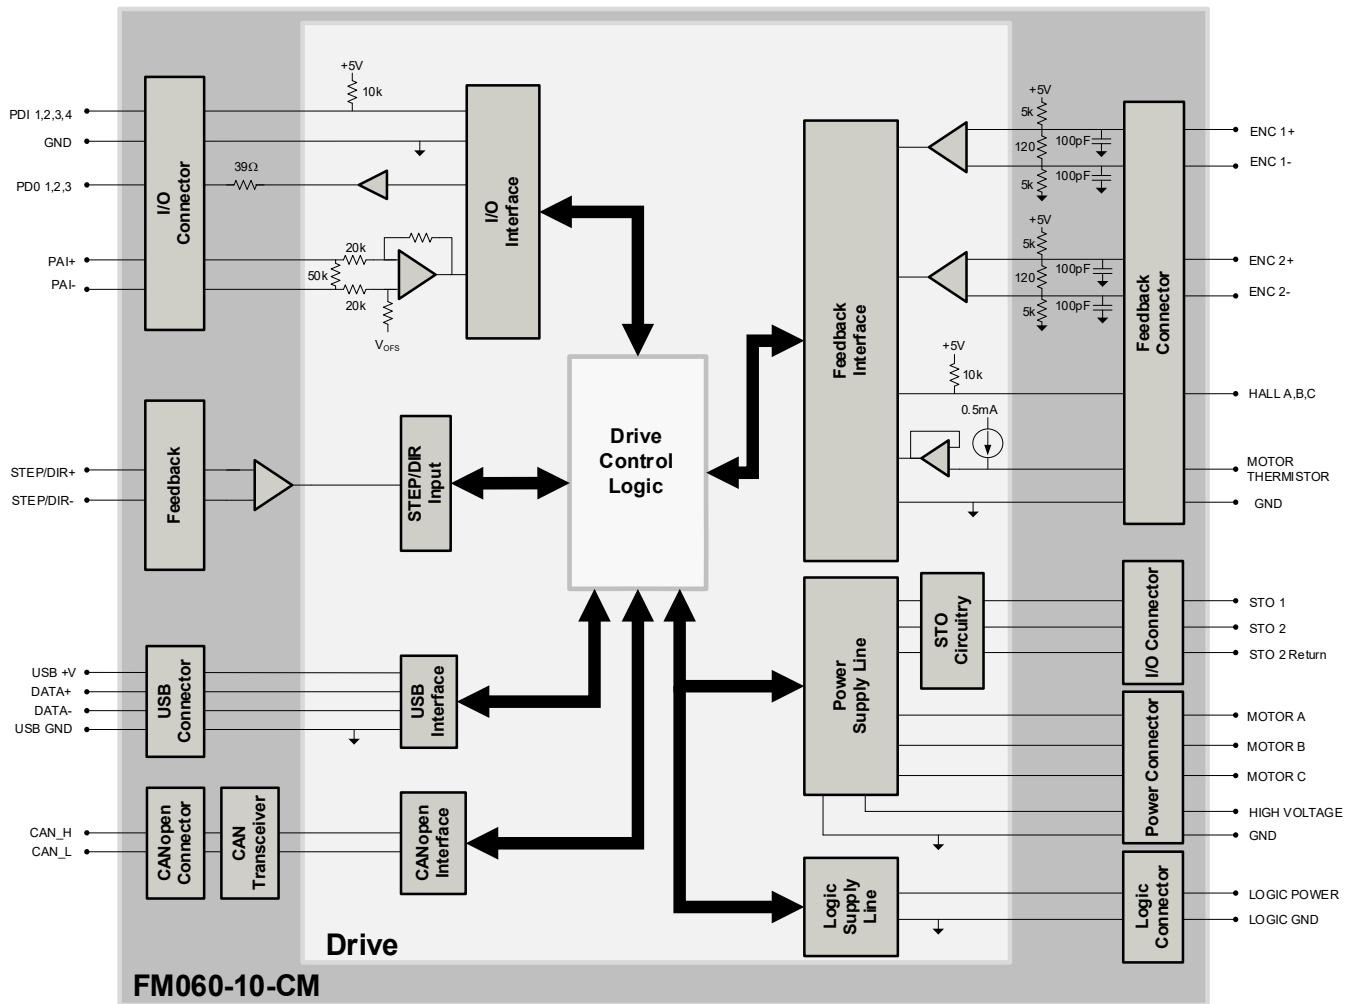 PDI 1,2,3,4
GND
PD0 1,2,3
PAI+
PAI-
I/O
Connector
+5V
10k
39Ω
20k
50k
20k
VOFS
I/O
Interface
STEP/DIR+
STEP/DIR-
Feedback
STEP/DIR
Input
USB +V
DATA+
DATA-
USB GND
USB
Connector
USB
Interface
CAN_H
CAN_L
CANopen
Connector
CAN
Transceiver
CANopen
Interface
Drive
Control
Logic
Feedback
Interface
+5V
5k
120
5k
100pF
100pF
+5V
5k
120
5k
100pF
100pF
+5V
10k
0.5mA
Feedback
Connector
ENC 1+
ENC 1-
ENC 2+
ENC 2-
HALL A,B,C
MOTOR
THERMISTOR
GND
Power
Supply Line
STO
Circuitry
I/O Connector
STO 1
STO 2
STO 2 Return
Power Connector
MOTOR A
MOTOR B
MOTOR C
HIGH VOLTAGE
GND
Logic
Supply
Line
Logic
Connector
LOGIC POWER
LOGIC GND
Drive
FM060-10-CM